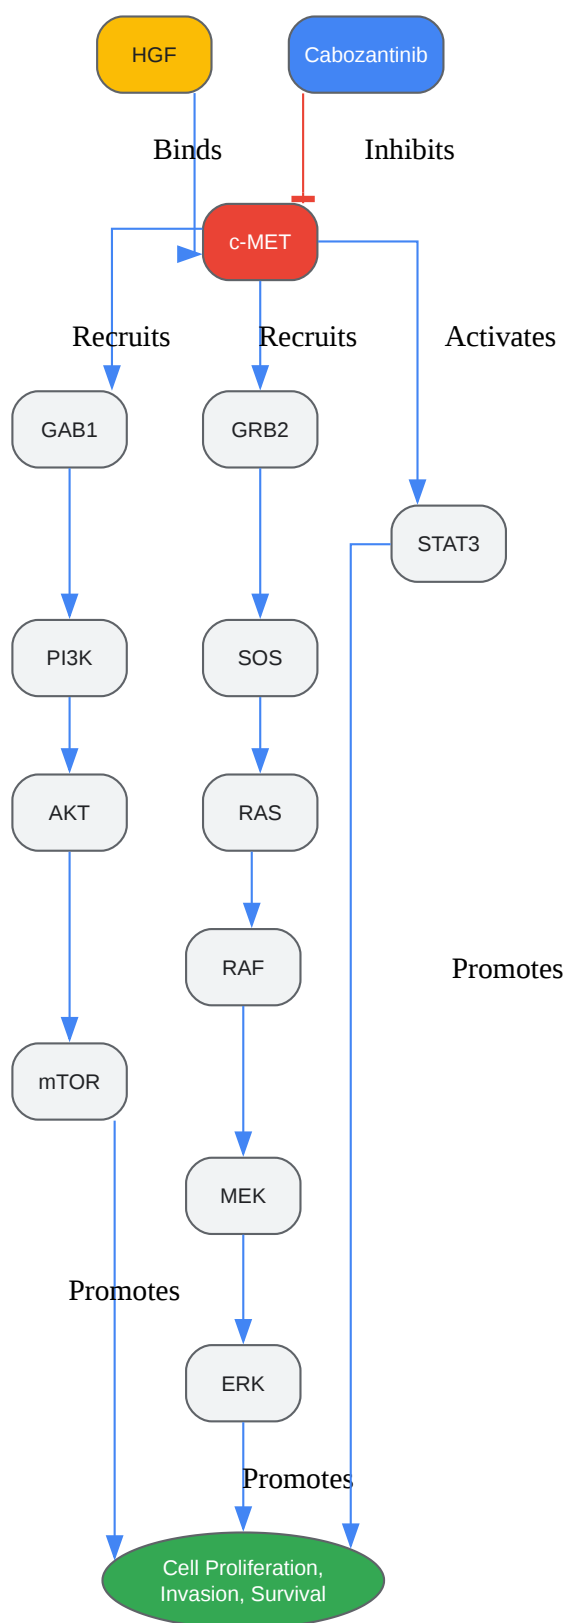 HGF
Cabozantinib
Binds
Inhibits
c-MET
Recruits
Recruits
Activates
GAB1
GRB2
STAT3
PI3K
SOS
AKT
RAS
RAF
Promotes
mTOR
MEK
Promotes
ERK
Promotes
Cell Proliferation,
Invasion, Survival